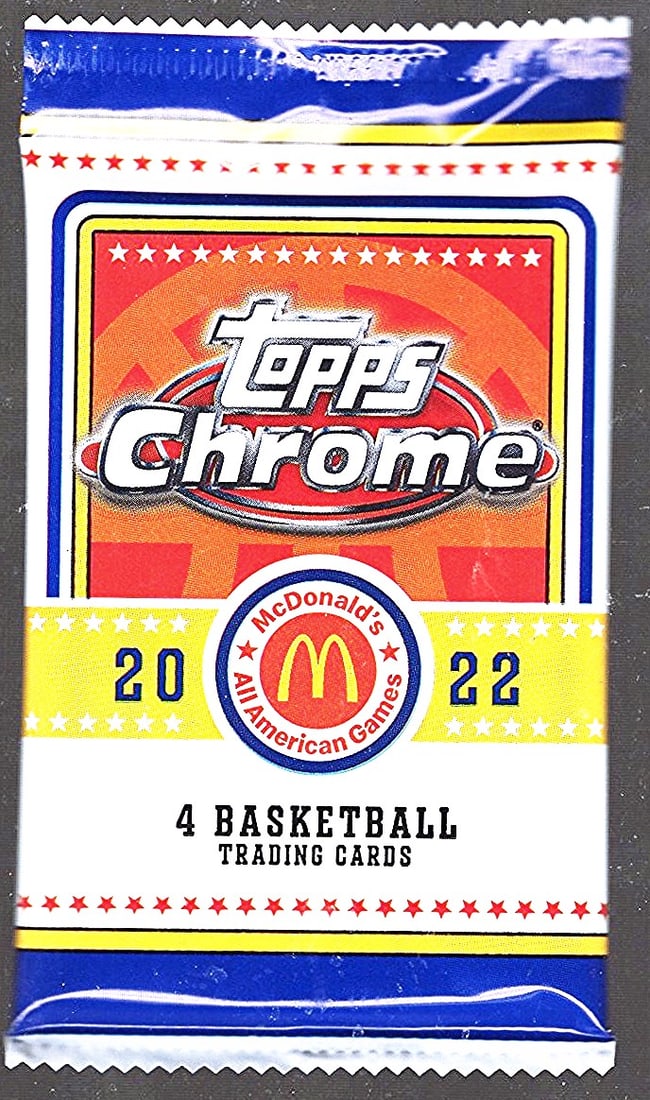 topps
Chrome®
McDonald's
20 22
All American Games
4 BASKETBALL
TRADING CARDS